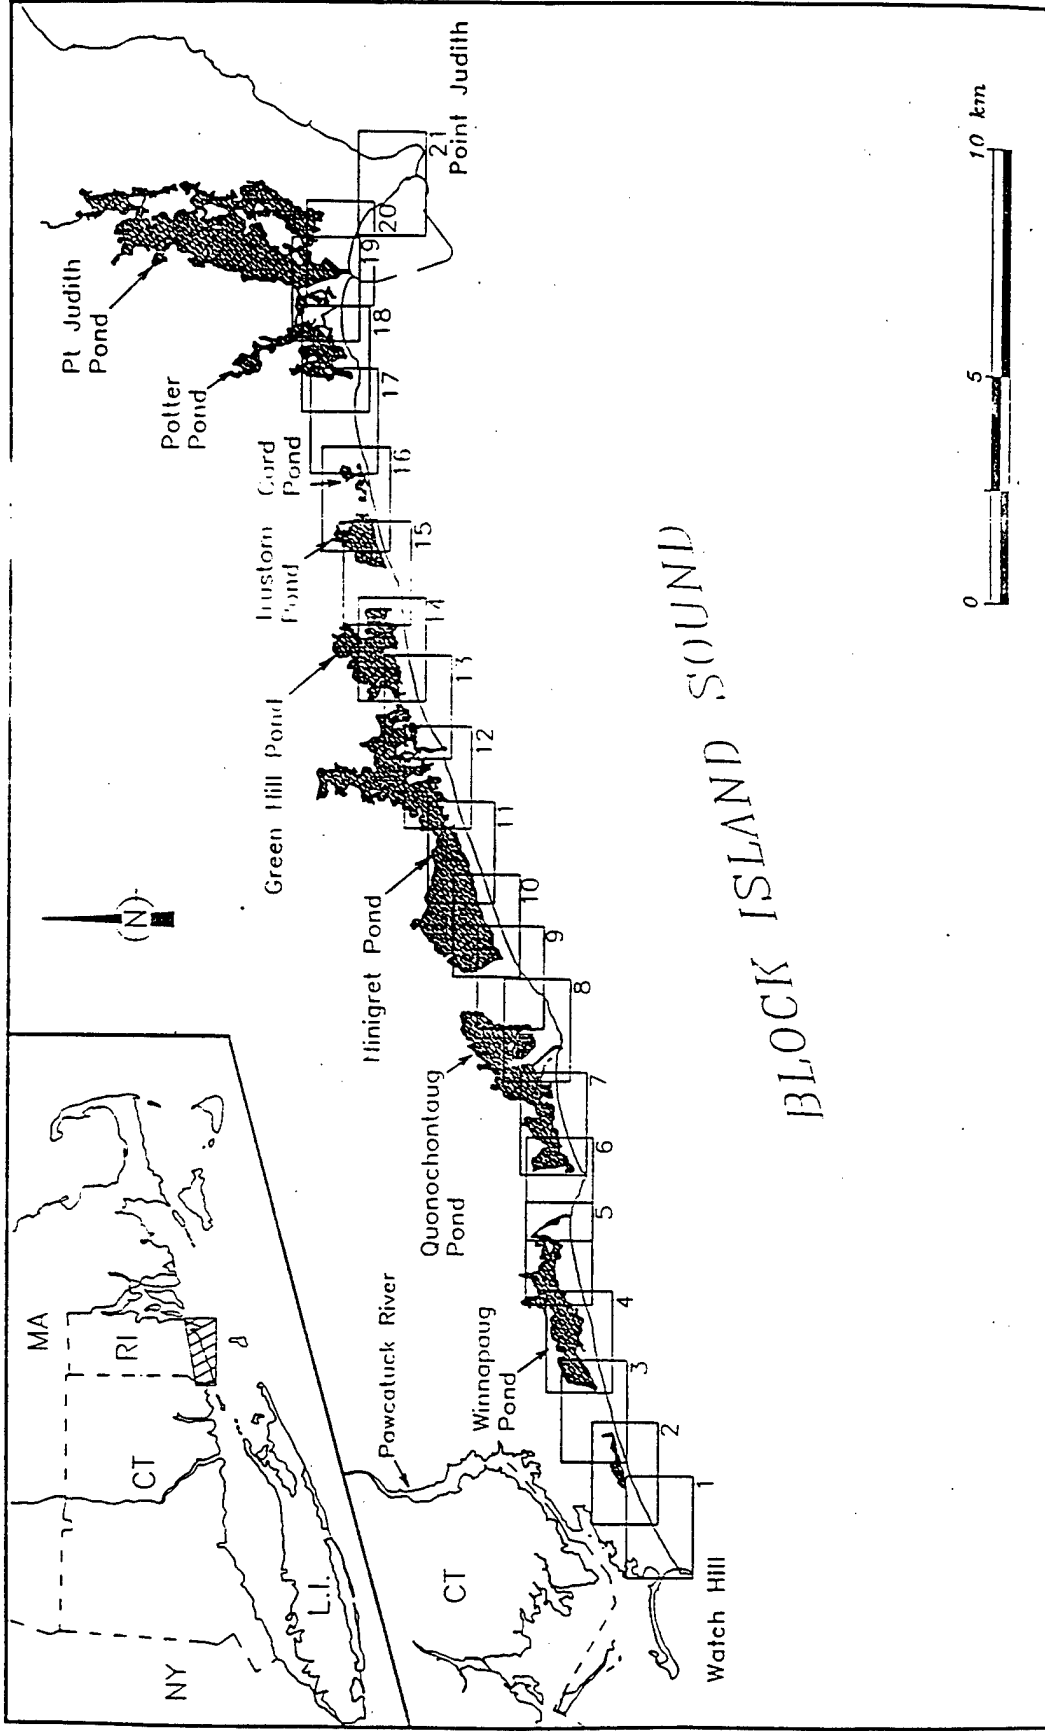 NY
CT
MA
RI
L.I.
N
CT
Pawcatuck River
Watch Hill
Winnapaug
Pond
Quonochontaug
Pond
Ninigret Pond
Green Hill Pond
Trustom
Pond
Card
Pond
Potter
Pond
Pt Judith
Pond
Point Judith
1
2
3
4
5
6
7
8
9
10
11
12
13
14
15
16
17
18
19
20
21
BLOCK ISLAND SOUND
0
5
10 km